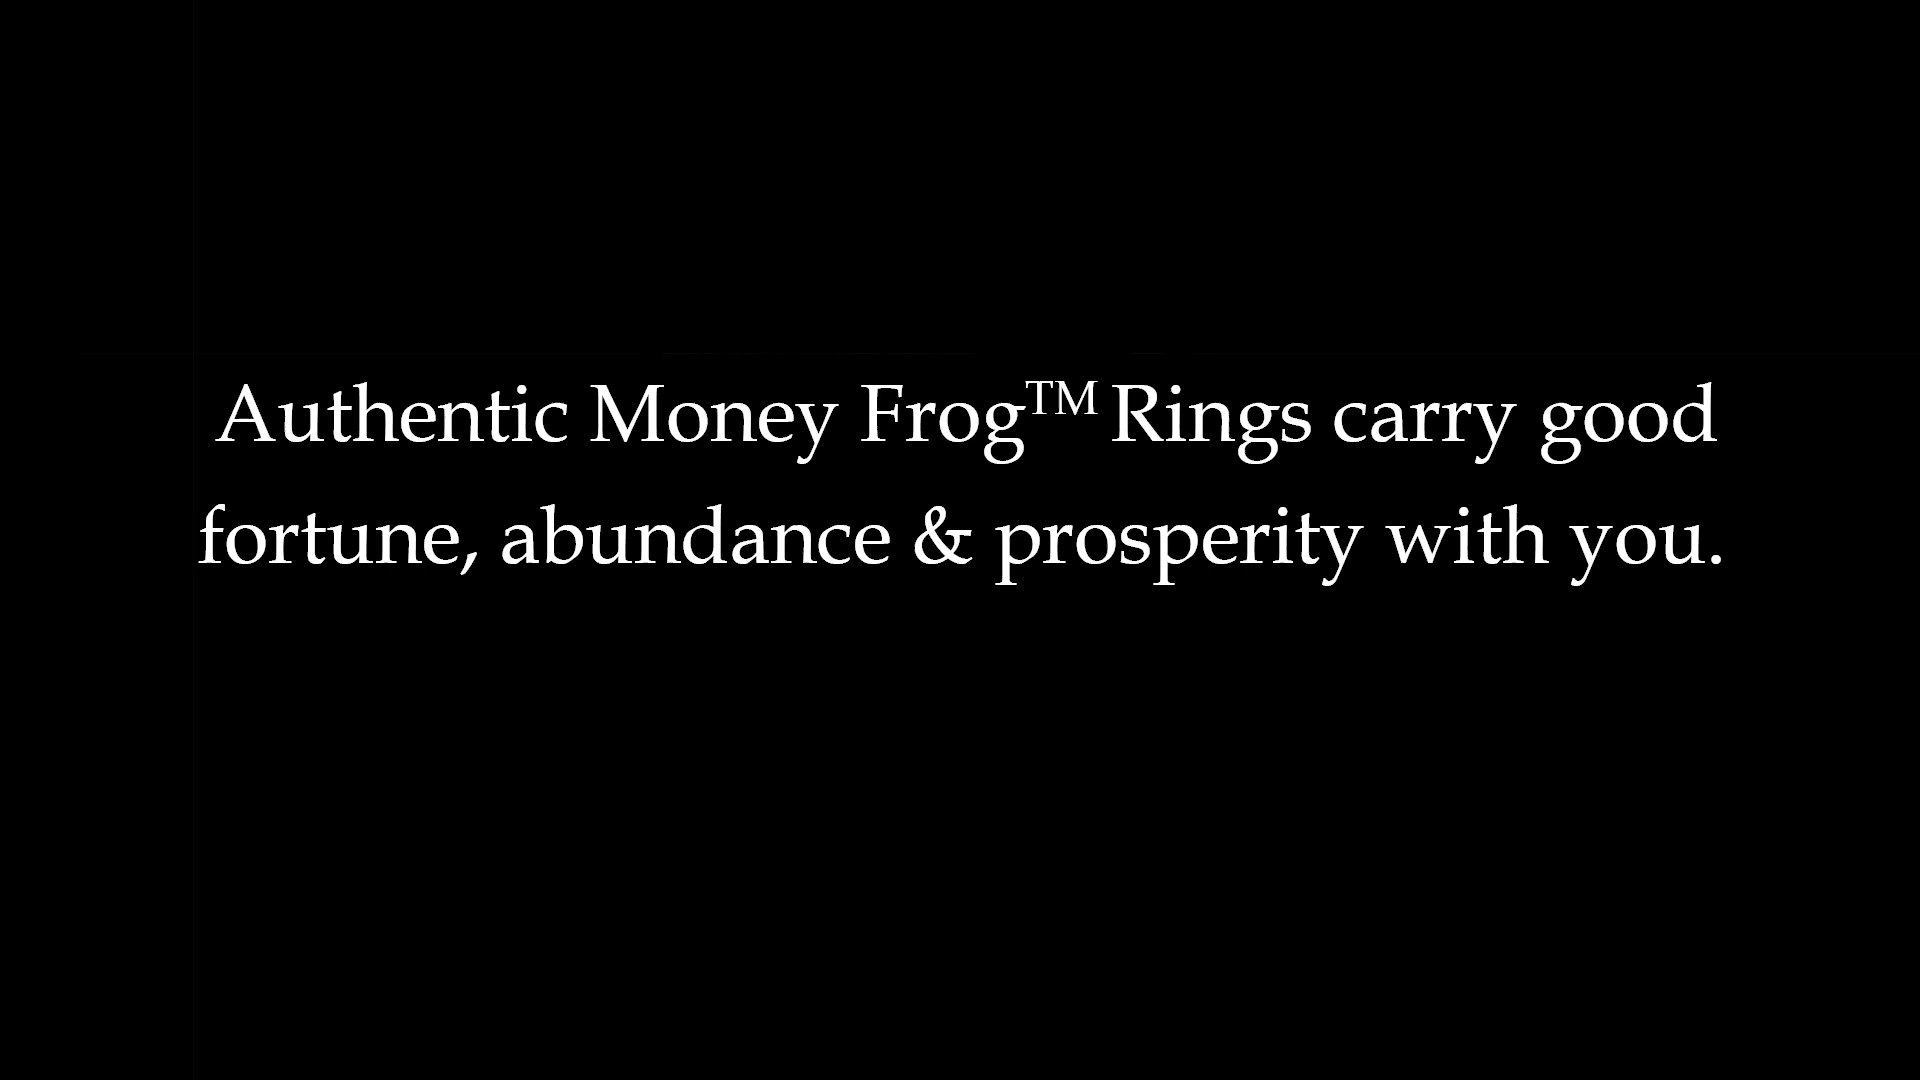 Authentic Money Frog™ Rings carry good
fortune, abundance & prosperity with you.